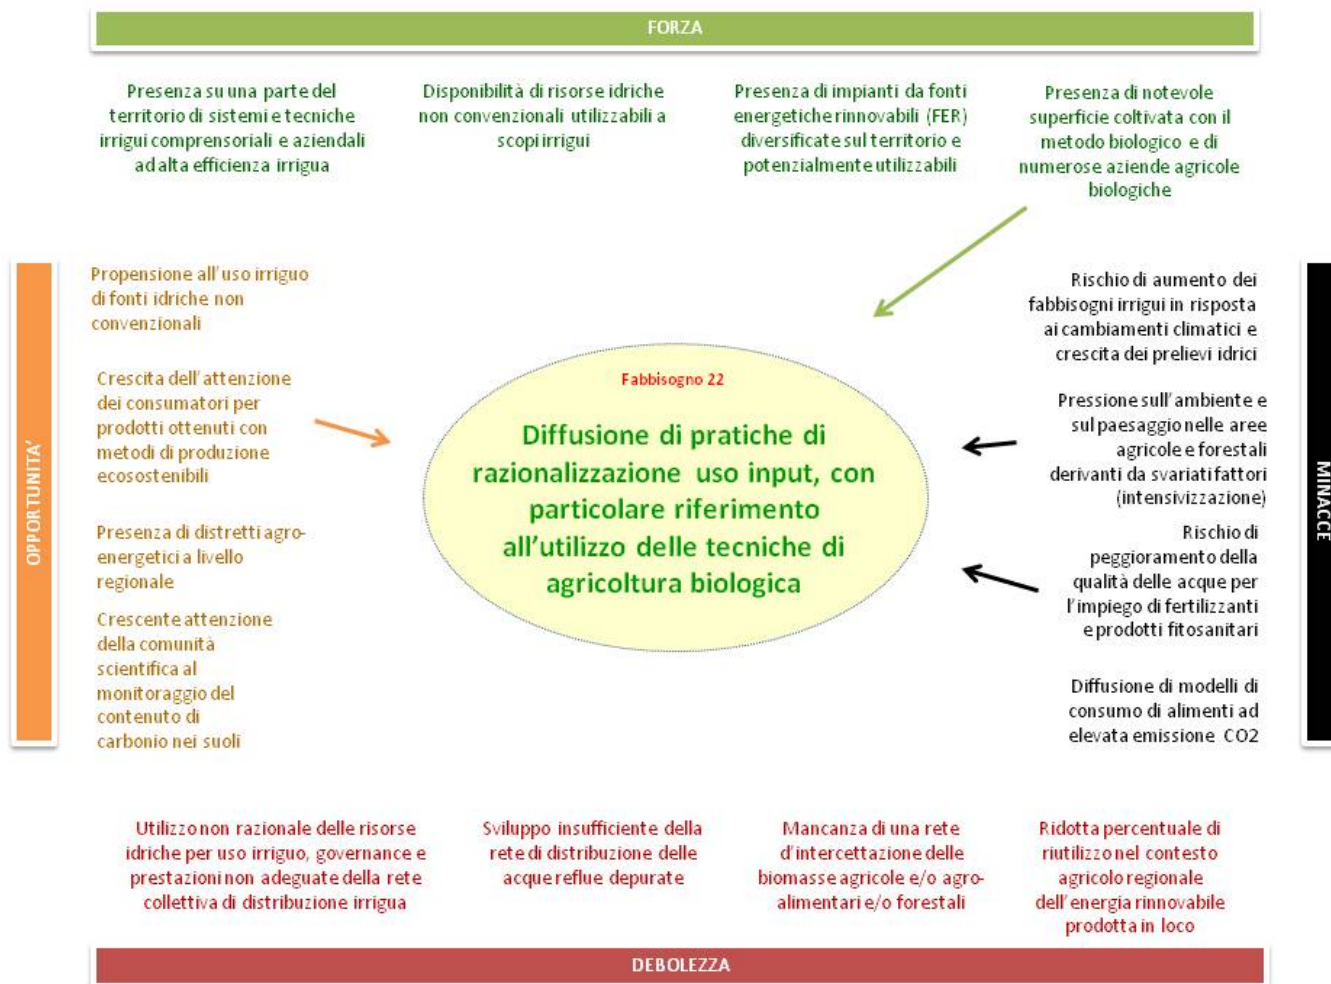 FORZA
Presenza su una parte del
territorio di sistemi e tecniche
irrigui comprensoriali e aziendali
ad alta efficienza irrigua
Disponibilità di risorse idriche
non convenzionali utilizzabili a
scopi irrigui
Presenza di impianti da fonti
energetiche rinnovabili (FER)
diversificate sul territorio e
potenzialmente utilizzabili
Presenza di notevole
superficie coltivata con il
metodo biologico e di
numerose aziende agricole
biologiche
OPPORTUNITA'
Propensione all'uso irriguo
di fonti idriche non
convenzionali
Crescita dell'attenzione
dei consumatori per
prodotti ottenuti con
metodi di produzione
ecosostenibili
Presenza di distretti agro-
energetici a livello
regionale
Crescente attenzione
della comunità
scientifica al
monitoraggio del
contenuto di
carbonio nei suoli
Fabbisogno 22
Diffusione di pratiche di
razionalizzazione uso input, con
particolare riferimento
all'utilizzo delle tecniche di
agricoltura biologica
Rischio di aumento dei
fabbisogni irrigui in risposta
ai cambiamenti climatici e
crescita dei prelievi idrici
Pressione sull'ambiente e
sul paesaggio nelle aree
agricole e forestali
derivanti da svariati fattori
(intensivizzazione)
Rischio di
peggioramento della
qualità delle acque per
l'impiego di fertilizzanti
e prodotti fitosanitari
Diffusione di modelli di
consumo di alimenti ad
elevata emissione CO2
MINACCE
Utilizzo non razionale delle risorse
idriche per uso irriguo, governance e
prestazioni non adeguate della rete
collettiva di distribuzione irrigua
Sviluppo insufficiente della
rete di distribuzione delle
acque reflue depurate
Mancanza di una rete
d'intercettazione delle
biomasse agricole e/o agro-
alimentari e/o forestali
Ridotta percentuale di
riutilizzo nel contesto
agricolo regionale
dell'energia rinnovabile
prodotta in loco
DEBOLEZZA